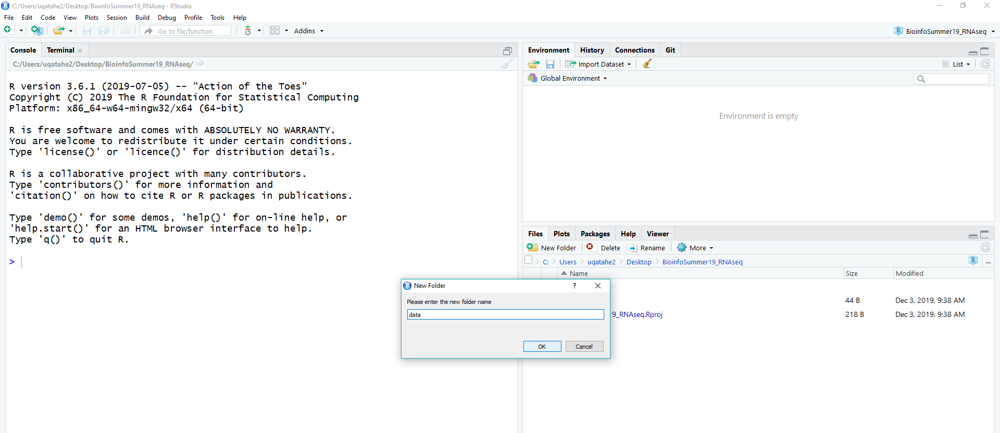 C:/Users/uqatahe2/Desktop/BioinfoSummer19_RNAseq - RStudio
File Edit Code View Plots Session Build Debug Profile Tools Help
Go to file/function Addins BioinfoSummer19_RNAseq
Console Terminal
C:/Users/uqatahe2/Desktop/BioinfoSummer19_RNAseq/
R version 3.6.1 (2019-07-05) -- "Action of the Toes"
Copyright (C) 2019 The R Foundation for Statistical Computing
Platform: x86_64-w64-mingw32/x64 (64-bit)
R is free software and comes with ABSOLUTELY NO WARRANTY.
You are welcome to redistribute it under certain conditions.
Type 'license()' or 'licence()' for distribution details.
R is a collaborative project with many contributors.
Type 'contributors()' for more information and
'citation()' on how to cite R or R packages in publications.
Type 'demo()' for some demos, 'help()' for on-line help, or
'help.start()' for an HTML browser interface to help.
Type 'q()' to quit R.
>
Environment History Connections Git
Import Dataset List
Global Environment
Environment is empty
Files Plots Packages Help Viewer
New Folder Delete Rename More
C: Users uqatahe2 Desktop BioinfoSummer19_RNAseq ...
Name Size Modified
44 B Dec 3, 2019, 9:38 AM
9_RNAseq.Rproj 218 B Dec 3, 2019, 9:38 AM
New Folder ?
Please enter the new folder name
data
OK Cancel